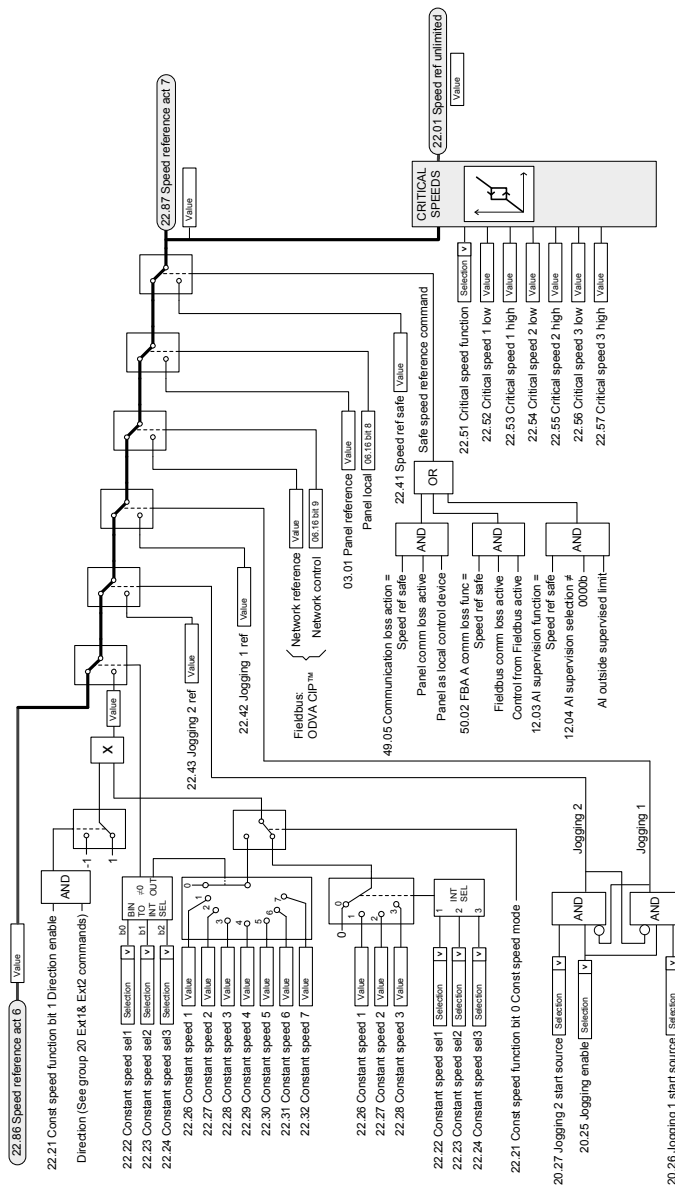 22.86 Speed reference act 6
Value
22.21 Const speed function bit 1 Direction enable
Direction (See group 20 Ext1& Ext2 commands)
AND
-1
1
X
Value
22.22 Constant speed sel1 Selection v
22.23 Constant speed sel2 Selection v
22.24 Constant speed sel3 Selection v
b0
b1
b2
BIN
TO
INT
≠0
OUT
SEL
22.26 Constant speed 1 Value
22.27 Constant speed 2 Value
22.28 Constant speed 3 Value
22.29 Constant speed 4 Value
22.30 Constant speed 5 Value
22.31 Constant speed 6 Value
22.32 Constant speed 7 Value
0
1
2
3
4
5
6
7
22.26 Constant speed 1 Value
22.27 Constant speed 2 Value
22.28 Constant speed 3 Value
0
0
1
2
3
22.22 Constant speed sel1 Selection v
22.23 Constant speed sel2 Selection v
22.24 Constant speed sel3 Selection v
1
2
3
INT
SEL
22.21 Const speed function bit 0 Const speed mode
20.27 Jogging 2 start source Selection v
20.25 Jogging enable Selection v
20.26 Jogging 1 start source Selection v
AND
AND
Jogging 2
Jogging 1
22.43 Jogging 2 ref Value
22.42 Jogging 1 ref Value
Fieldbus:
ODVA CIP™
Network reference Value
Network control 06.16 bit 9
03.01 Panel reference Value
Panel local 06.16 bit 8
22.41 Speed ref safe Value
Safe speed reference command
49.05 Communication loss action =
Speed ref safe
Panel comm loss active
Panel as local control device
AND
50.02 FBA A comm loss func =
Speed ref safe
Fieldbus comm loss active
Control from Fieldbus active
AND
12.03 AI supervision function =
Speed ref safe
12.04 AI supervision selection ≠
0000b
AI outside supervised limit
AND
OR
22.87 Speed reference act 7
Value
22.51 Critical speed function Selection v
22.52 Critical speed 1 low Value
22.53 Critical speed 1 high Value
22.54 Critical speed 2 low Value
22.55 Critical speed 2 high Value
22.56 Critical speed 3 low Value
22.57 Critical speed 3 high Value
CRITICAL
SPEEDS
22.01 Speed ref unlimited
Value